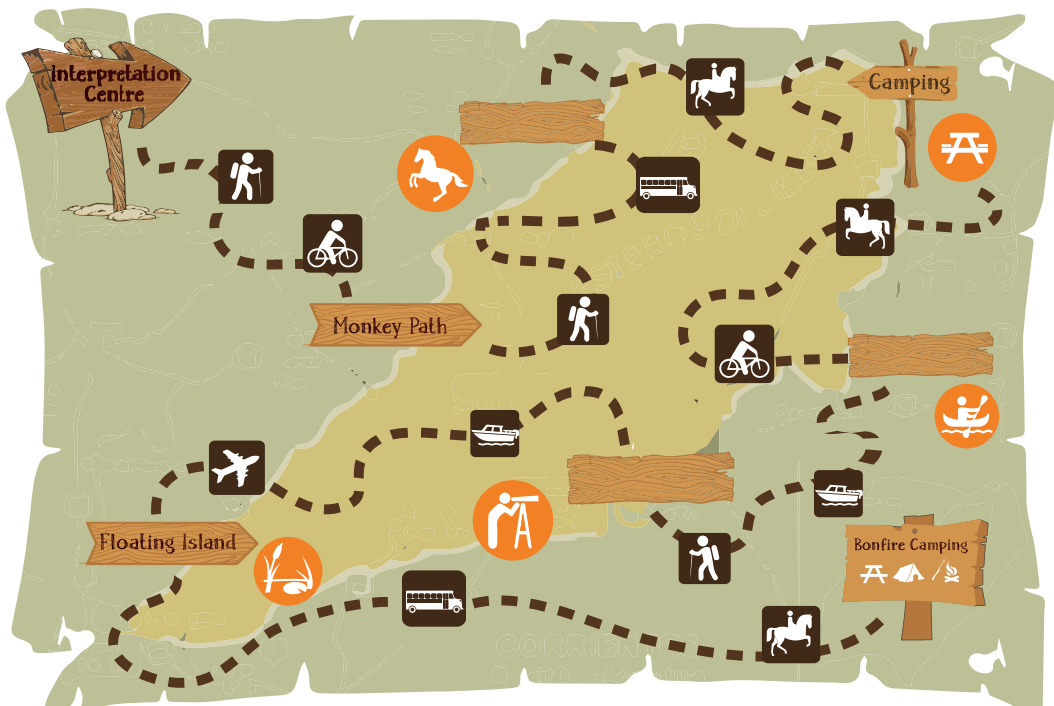 Interpretation
Centre
Camping
Monkey Path
Floating Island
Bonfire Camping